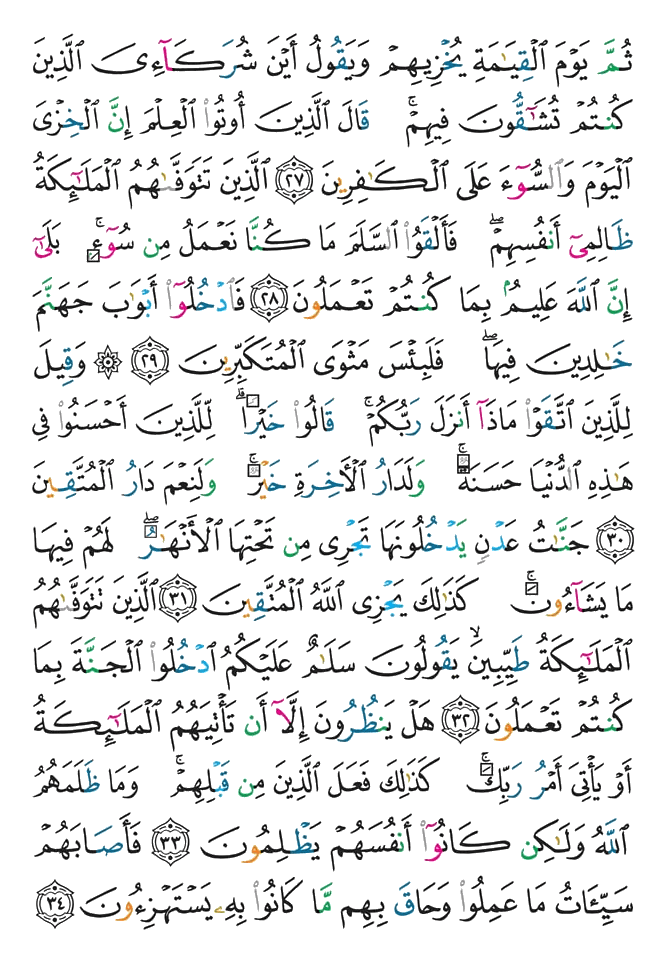 ثُمَّ يَوْمَ ٱلْقِيَٰمَةِ يُخْزِيهِمْ وَيَقُولُ أَيْنَ شُرَكَآءِىَ ٱلَّذِينَ
كُنتُمْ تُشَٰٓقُّونَ فِيهِمْ ۚ قَالَ ٱلَّذِينَ أُوتُوا۟ ٱلْعِلْمَ إِنَّ ٱلْخِزْىَ
ٱلْيَوْمَ وَٱلسُّوٓءَ عَلَى ٱلْكَٰفِرِينَ ٢٧ ٱلَّذِينَ تَتَوَفَّىٰهُمُ ٱلْمَلَٰٓئِكَةُ
ظَالِمِىٓ أَنفُسِهِمْ ۖ فَأَلْقَوُا۟ ٱلسَّلَمَ مَا كُنَّا نَعْمَلُ مِن سُوٓءٍۭ ۚ بَلَىٰٓ
إِنَّ ٱللَّهَ عَلِيمٌۢ بِمَا كُنتُمْ تَعْمَلُونَ ٢٨ فَٱدْخُلُوٓا۟ أَبْوَٰبَ جَهَنَّمَ
خَٰلِدِينَ فِيهَا ۖ فَلَبِئْسَ مَثْوَى ٱلْمُتَكَبِّرِينَ ٢٩ ۞ وَقِيلَ
لِلَّذِينَ ٱتَّقَوْا۟ مَاذَآ أَنزَلَ رَبُّكُمْ ۚ قَالُوا۟ خَيْرًا ۗ لِّلَّذِينَ أَحْسَنُوا۟ فِى
هَٰذِهِ ٱلدُّنْيَا حَسَنَةٌ ۚ وَلَدَارُ ٱلْأَخِرَةِ خَيْرٌ ۚ وَلَنِعْمَ دَارُ ٱلْمُتَّقِينَ
٣٠ جَنَّٰتُ عَدْنٍ يَدْخُلُونَهَا تَجْرِى مِن تَحْتِهَا ٱلْأَنْهَٰرُ ۖ لَهُمْ فِيهَا
مَا يَشَآءُونَ ۚ كَذَٰلِكَ يَجْزِى ٱللَّهُ ٱلْمُتَّقِينَ ٣١ ٱلَّذِينَ تَتَوَفَّىٰهُمُ
ٱلْمَلَٰٓئِكَةُ طَيِّبِينَ ۙ يَقُولُونَ سَلَٰمٌ عَلَيْكُمُ ٱدْخُلُوا۟ ٱلْجَنَّةَ بِمَا
كُنتُمْ تَعْمَلُونَ ٣٢ هَلْ يَنظُرُونَ إِلَّآ أَن تَأْتِيَهُمُ ٱلْمَلَٰٓئِكَةُ
أَوْ يَأْتِىَ أَمْرُ رَبِّكَ ۚ كَذَٰلِكَ فَعَلَ ٱلَّذِينَ مِن قَبْلِهِمْ ۚ وَمَا ظَلَمَهُمُ
ٱللَّهُ وَلَٰكِن كَانُوٓا۟ أَنفُسَهُمْ يَظْلِمُونَ ٣٣ فَأَصَابَهُمْ
سَيِّـَٔاتُ مَا عَمِلُوا۟ وَحَاقَ بِهِم مَّا كَانُوا۟ بِهِۦ يَسْتَهْزِءُونَ ٣٤